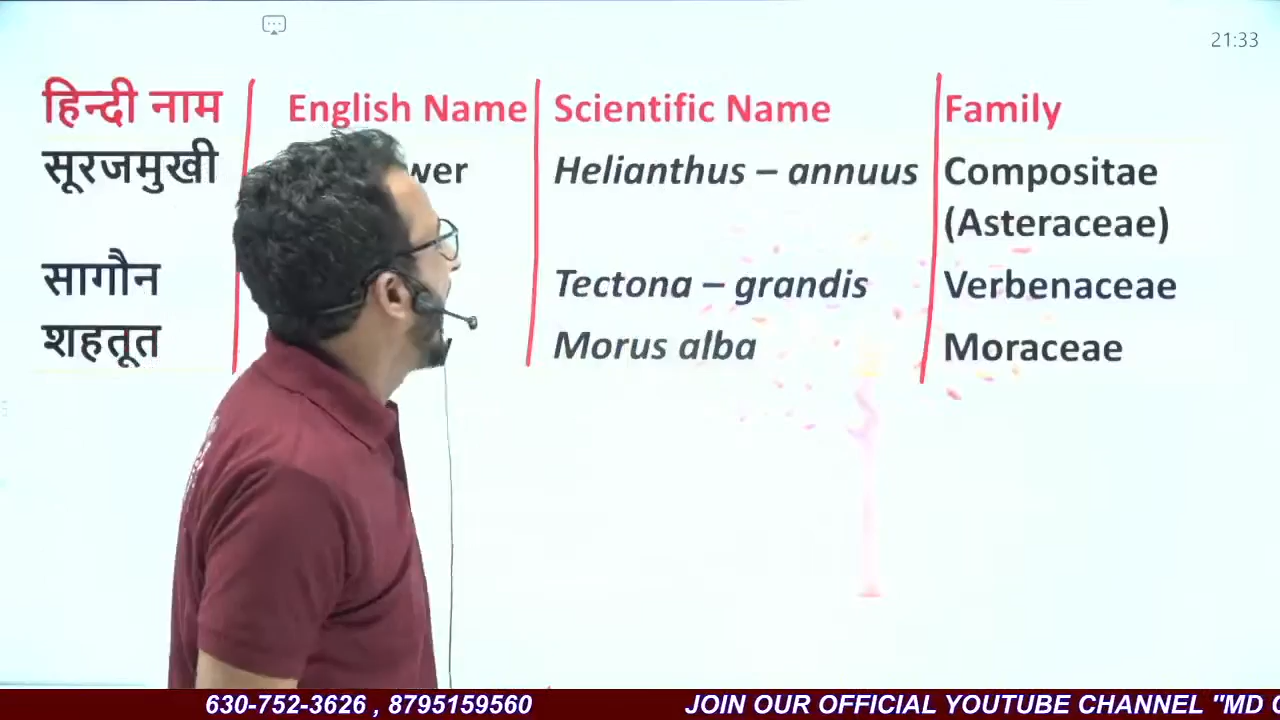 21:33
हिन्दी नाम English Name Scientific Name Family
सूरजमुखी Helianthus – annuus Compositae
(Asteraceae)
सागौन Tectona – grandis Verbenaceae
शहतूत Morus alba Moraceae
630-752-3626 , 8795159560 JOIN OUR OFFICIAL YOUTUBE CHANNEL "MD